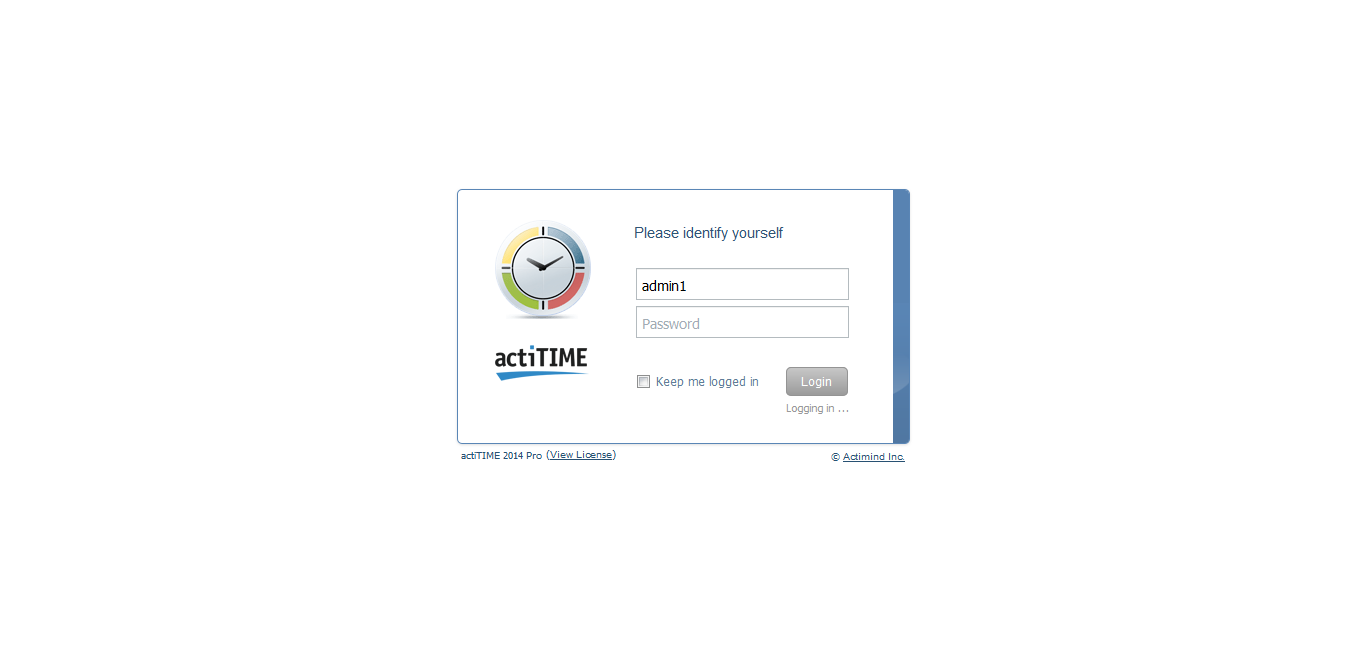 Please identify yourself
admin1
Password
actiTIME
Keep me logged in
Login
Logging in ...
actiTIME 2014 Pro (View License)
© Actimind Inc.